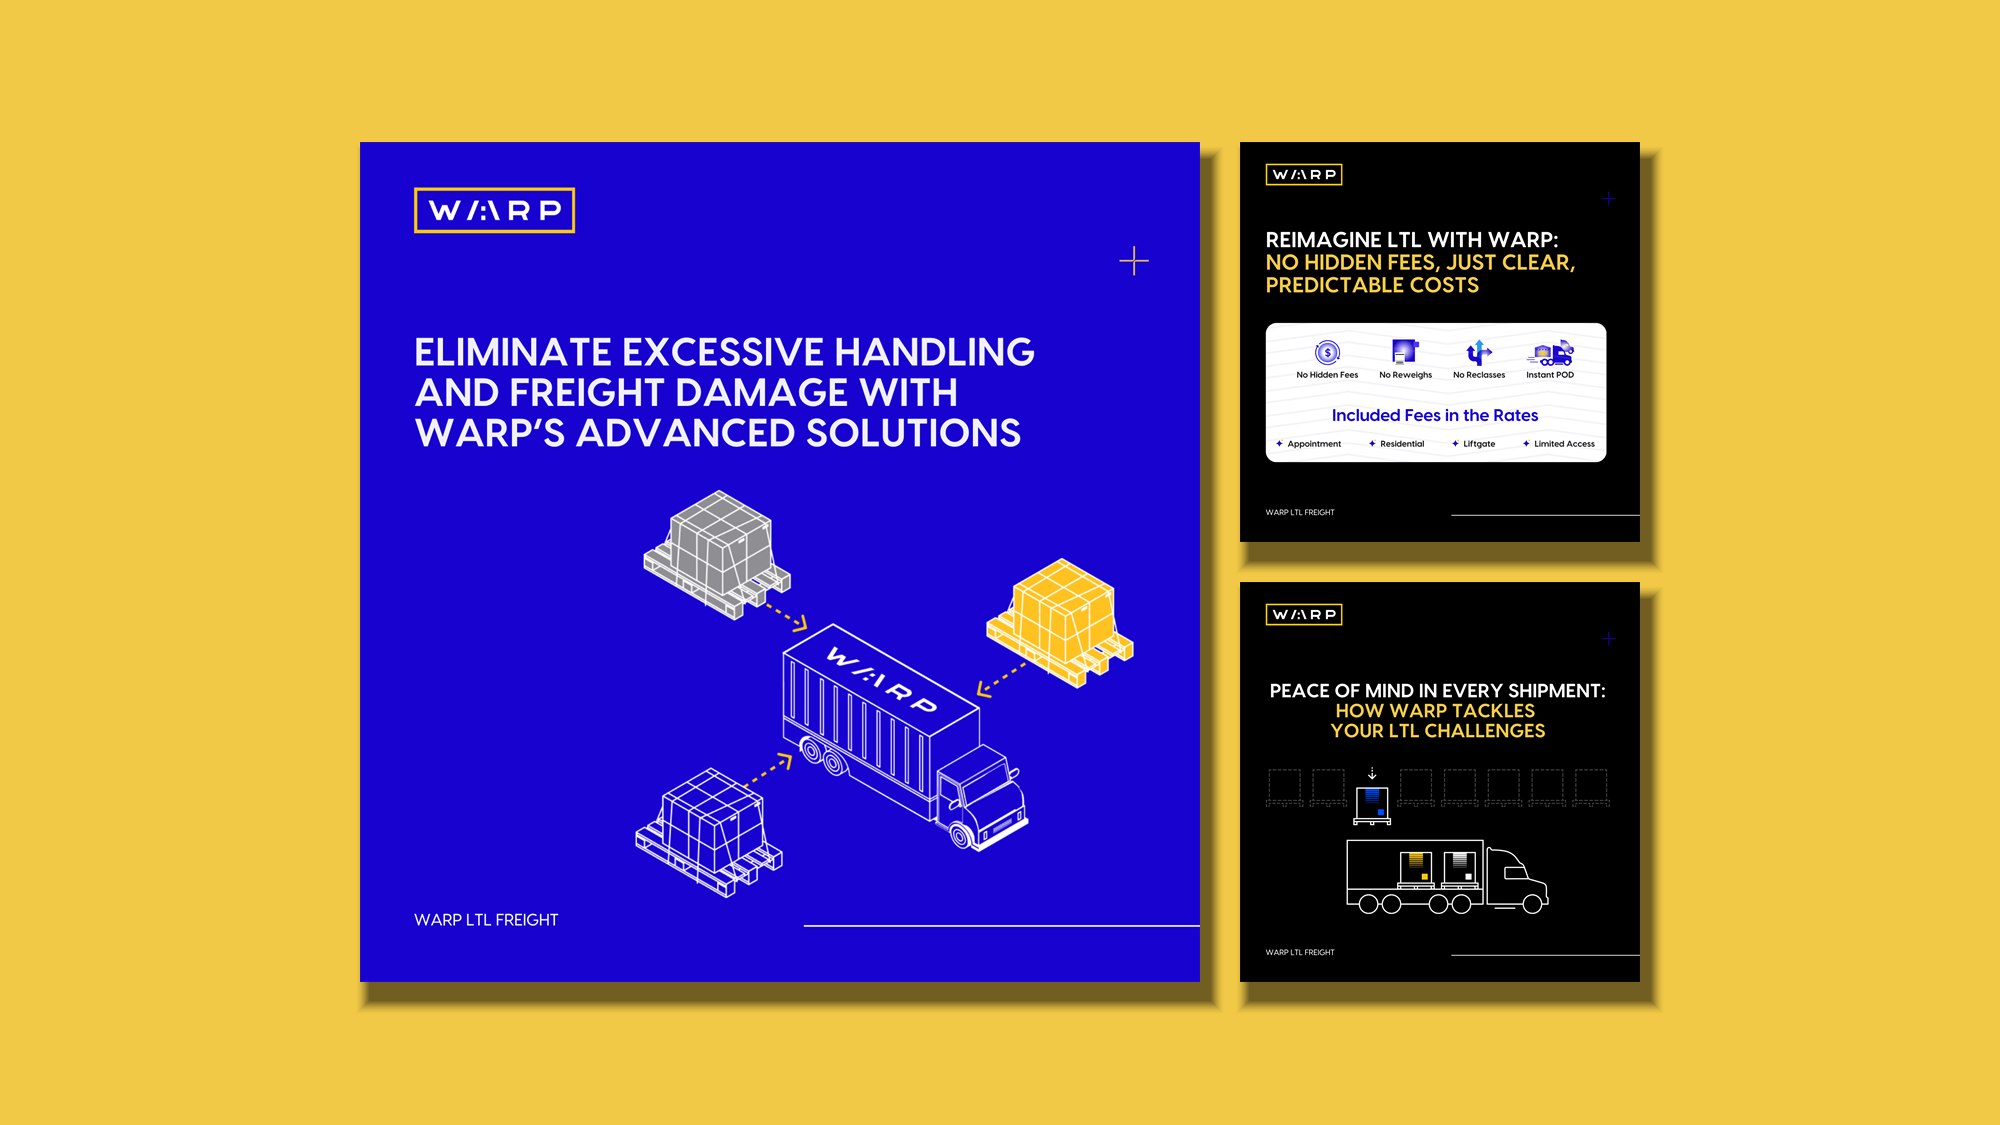 WARP
ELIMINATE EXCESSIVE HANDLING
AND FREIGHT DAMAGE WITH
WARP'S ADVANCED SOLUTIONS
WARP
WARP LTL FREIGHT
WARP
REIMAGINE LTL WITH WARP:
NO HIDDEN FEES, JUST CLEAR,
PREDICTABLE COSTS
$
No Hidden Fees No Reweighs No Reclasses Instant POD
Included Fees in the Rates
Appointment Residential Liftgate Limited Access
WARP LTL FREIGHT
WARP
PEACE OF MIND IN EVERY SHIPMENT:
HOW WARP TACKLES
YOUR LTL CHALLENGES
WARP LTL FREIGHT